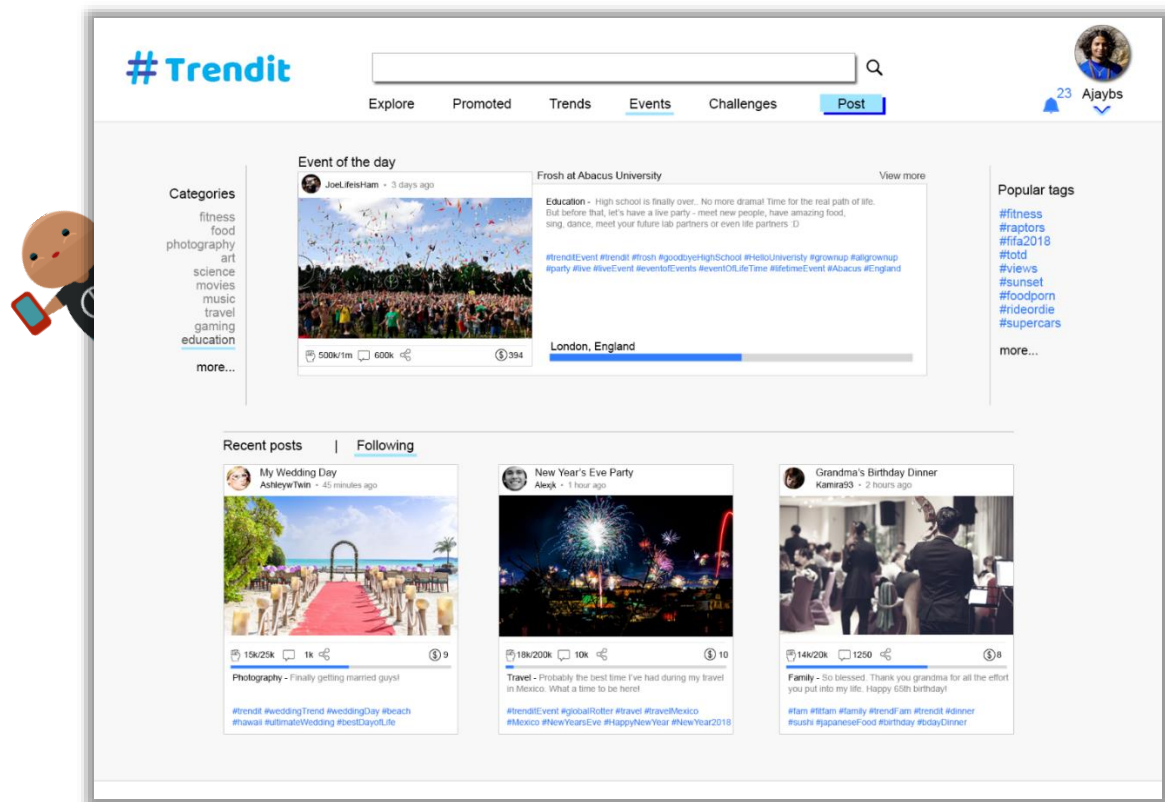 # Trendit
Explore Promoted Trends Events Challenges Post
23 Ajaybs
Categories
fitness
food
photography
art
science
movies
music
travel
gaming
education
more...
Event of the day
JoeLifeisHam • 3 days ago
500k/1m 600k $ 394
Frosh at Abacus University View more
Education - High school is finally over.. No more drama! Time for the real path of life.
But before that, let's have a live party - meet new people, have amazing food,
sing, dance, meet your future lab partners or even life partners :D
#trenditEvent #trendit #frosh #goodbyeHighSchool #HelloUniveristy #grownup #allgrownup
#party #live #liveEvent #eventofEvents #eventOfLifeTime #lifetimeEvent #Abacus #England
London, England
Popular tags
#fitness
#raptors
#fifa2018
#totd
#views
#sunset
#foodporn
#rideordie
#supercars
more...
Recent posts | Following
My Wedding Day
AshleywTwin • 45 minutes ago
15k/25k 1k $ 9
Photography - Finally getting married guys!
#trendit #weddingTrend #weddingDay #beach
#hawaii #ultimateWedding #bestDayofLife
New Year's Eve Party
Alexjk • 1 hour ago
18k/200k 10k $ 10
Travel - Probably the best time I've had during my travel
in Mexico. What a time to be here!
#trenditEvent #globalRotter #travel #travelMexico
#Mexico #NewYearsEve #HappyNewYear #NewYear2018
Grandma's Birthday Dinner
Kamira93 • 2 hours ago
14k/20k 1250 $ 8
Family - So blessed. Thank you grandma for all the effort
you put into my life. Happy 65th birthday!
#fam #fitfam #family #trendFam #trendit #dinner
#sushi #japaneseFood #birthday #bdayDinner